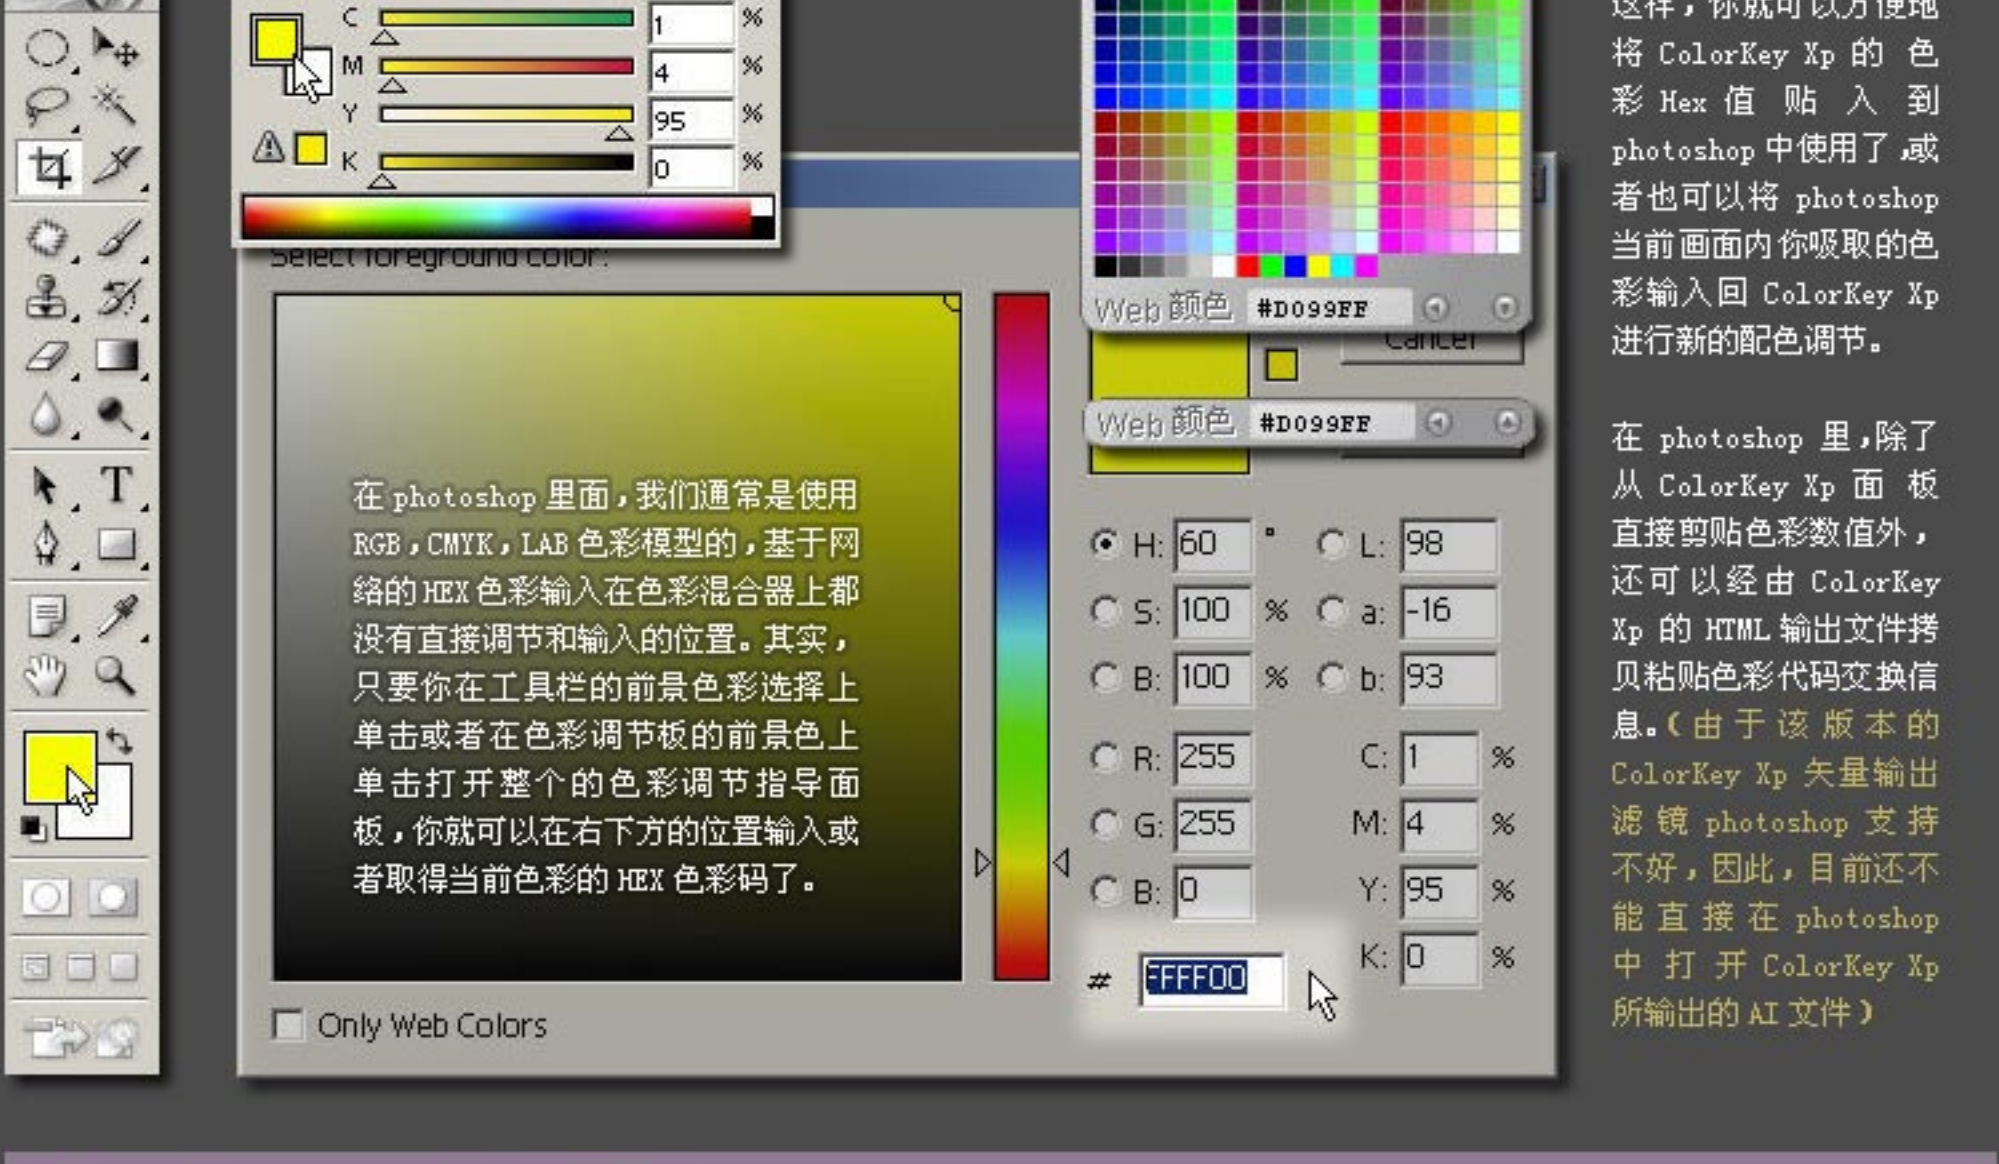 C 1 %
M 4 %
Y 95 %
K 0 %
Select foreground color:
Web 颜色 #D099FF
Cancel
Web 颜色 #D099FF
在 photoshop 里面，我们通常是使用
RGB，CMYK，LAB 色彩模型的，基于网
络的 HEX 色彩输入在色彩混合器上都
没有直接调节和输入的位置。其实，
只要你在工具栏的前景色彩选择上
单击或者在色彩调节板的前景色上
单击打开整个的色彩调节指导面
板，你就可以在右下方的位置输入或
者取得当前色彩的 HEX 色彩码了。
H: 60 ° L: 98
S: 100 % a: -16
B: 100 % b: 93
R: 255 C: 1 %
G: 255 M: 4 %
B: 0 Y: 95 %
K: 0 %
# FFFF00
Only Web Colors
T
这样，你就可以方便地
将 ColorKey Xp 的 色
彩 Hex 值 贴 入 到
photoshop 中使用了，或
者也可以将 photoshop
当前画面内你吸取的色
彩输入回 ColorKey Xp
进行新的配色调节。
在 photoshop 里，除了
从 ColorKey Xp 面 板
直接剪贴色彩数值外，
还可以经由 ColorKey
Xp 的 HTML 输出文件拷
贝粘贴色彩代码交换信
息。（由于该版本的
ColorKey Xp 矢量输出
滤镜 photoshop 支持
不好，因此，目前还不
能直接在 photoshop
中 打 开 ColorKey Xp
所输出的 AI 文件）